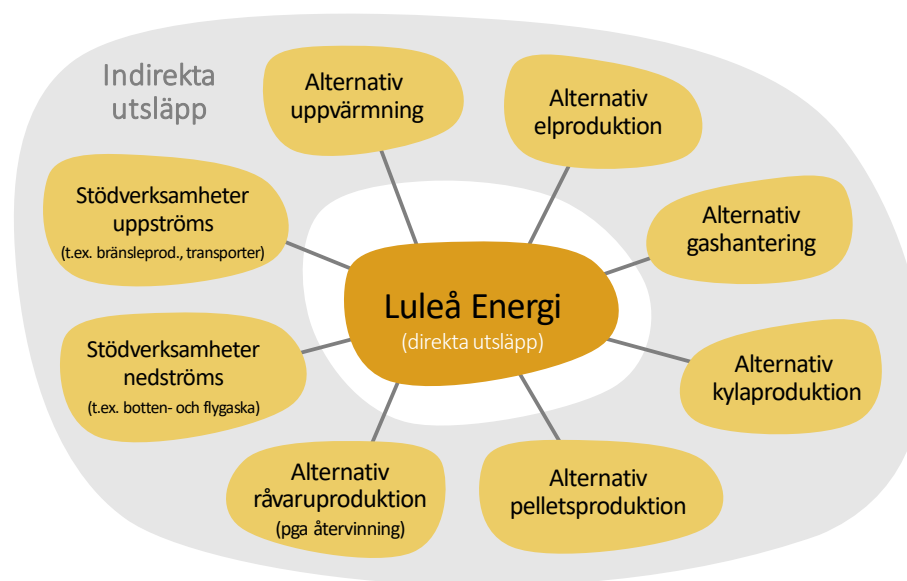 Indirekta
utsläpp
Alternativ
uppvärmning
Alternativ
elproduktion
Stödverksamheter
uppströms
(t.ex. bränsleprod., transporter)
Alternativ
gashantering
Luleå Energi
(direkta utsläpp)
Stödverksamheter
nedströms
(t.ex. botten- och flygaska)
Alternativ
kylaproduktion
Alternativ
råvaruproduktion
(pga återvinning)
Alternativ
pelletsproduktion